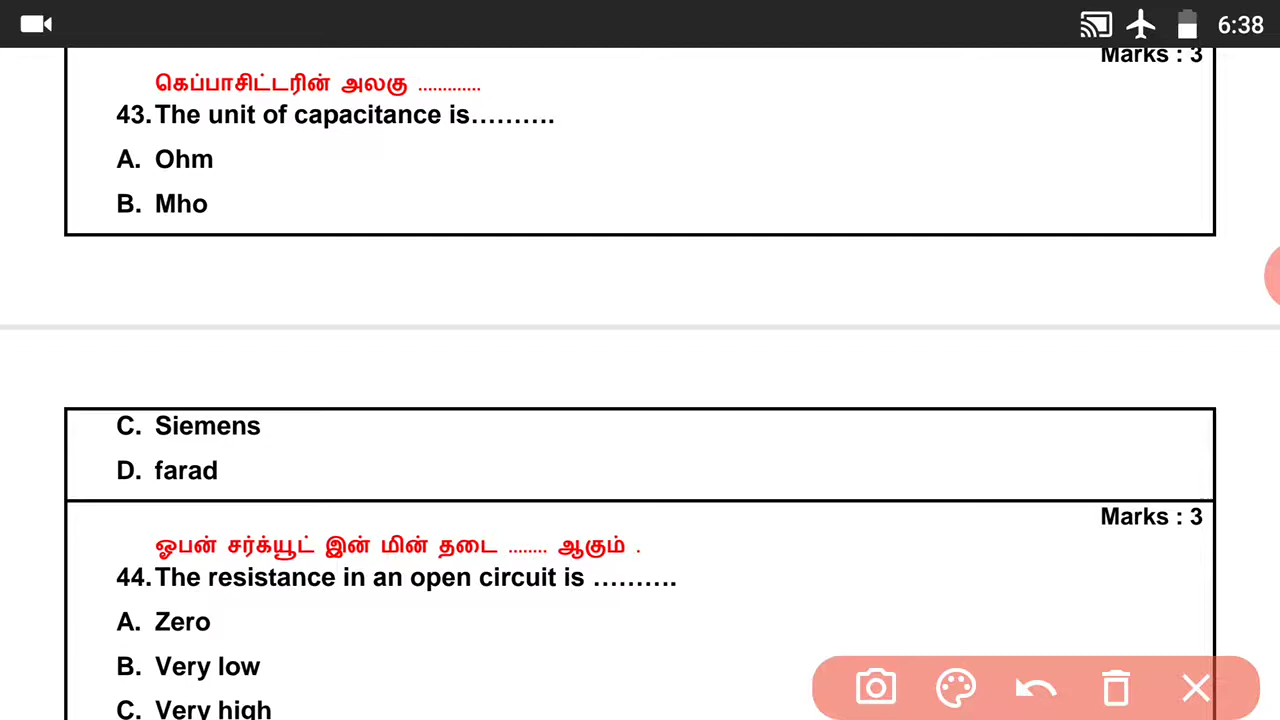 6:38
Marks : 3
கெப்பாசிட்டரின் அலகு .............
43. The unit of capacitance is……….
A. Ohm
B. Mho
C. Siemens
D. farad
Marks : 3
ஓபன் சர்க்யூட் இன் மின் தடை ........ ஆகும் .
44. The resistance in an open circuit is ……….
A. Zero
B. Very low
C. Very high